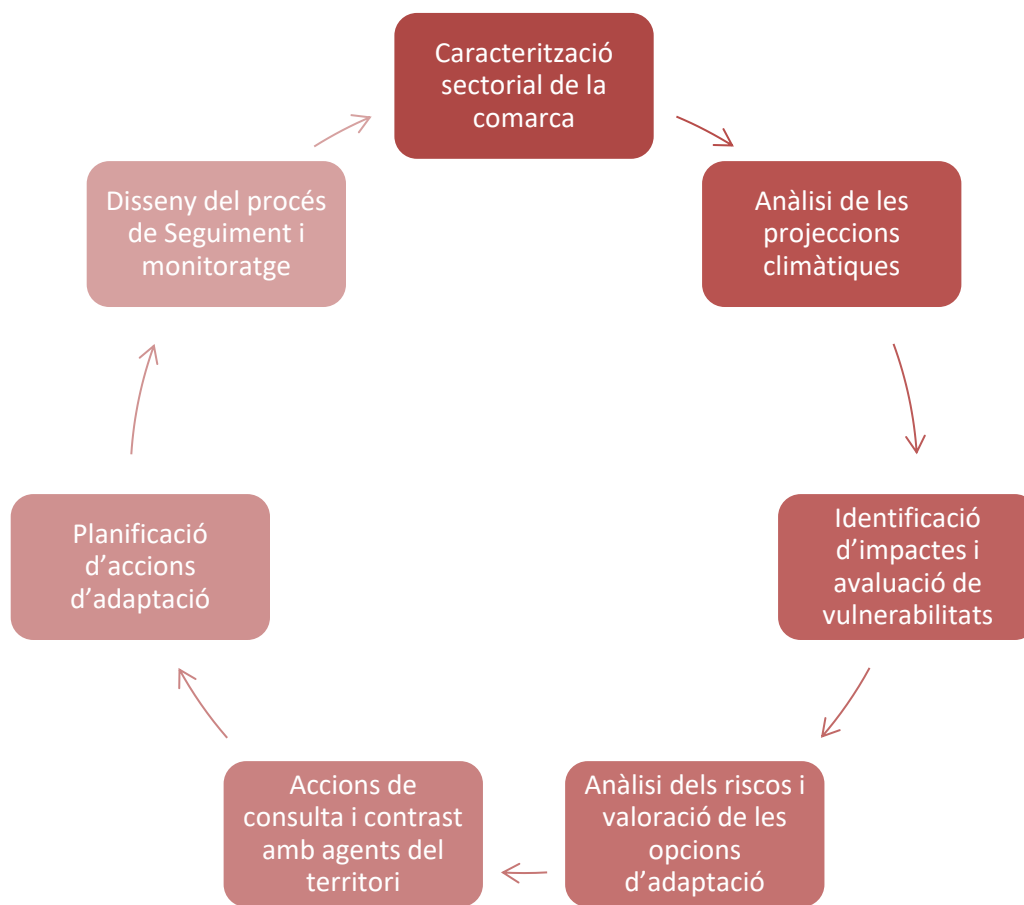 Caracterització
sectorial de la
comarca
Anàlisi de les
projeccions
climàtiques
Identificació
d’impactes i
avaluació de
vulnerabilitats
Anàlisi dels riscos i
valoració de les
opcions
d’adaptació
Accions de
consulta i contrast
amb agents del
territori
Planificació
d’accions
d’adaptació
Disseny del procés
de Seguiment i
monitoratge